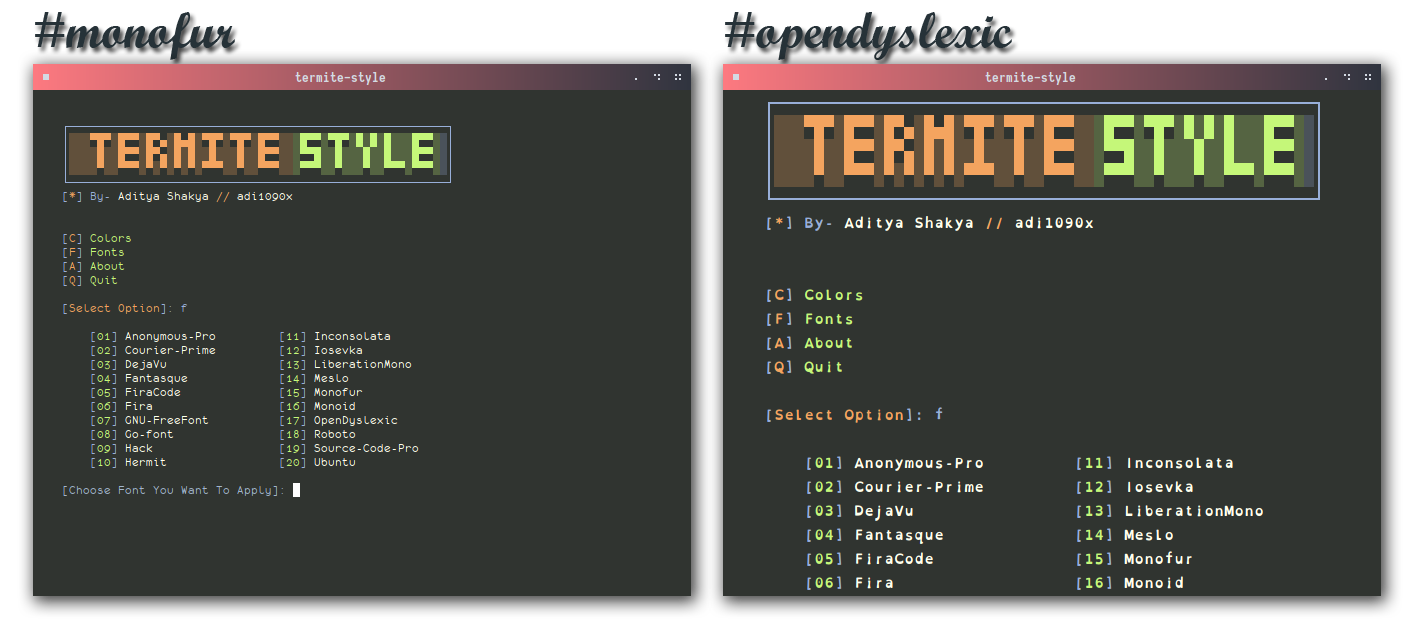 #monofur
termite-style
TERMITE STYLE
[*] By- Aditya Shakya // adi1090x
[C] Colors
[F] Fonts
[A] About
[Q] Quit
[Select Option]: f
[01] Anonymous-Pro [11] Inconsolata
[02] Courier-Prime [12] Iosevka
[03] DejaVu [13] LiberationMono
[04] Fantasque [14] Meslo
[05] FiraCode [15] Monofur
[06] Fira [16] Monoid
[07] GNU-FreeFont [17] OpenDyslexic
[08] Go-font [18] Roboto
[09] Hack [19] Source-Code-Pro
[10] Hermit [20] Ubuntu
[Choose Font You Want To Apply]:
#opendyslexic
termite-style
TERMITE STYLE
[*] By- Aditya Shakya // adi1090x
[C] Colors
[F] Fonts
[A] About
[Q] Quit
[Select Option]: f
[01] Anonymous-Pro [11] Inconsolata
[02] Courier-Prime [12] Iosevka
[03] DejaVu [13] LiberationMono
[04] Fantasque [14] Meslo
[05] FiraCode [15] Monofur
[06] Fira [16] Monoid